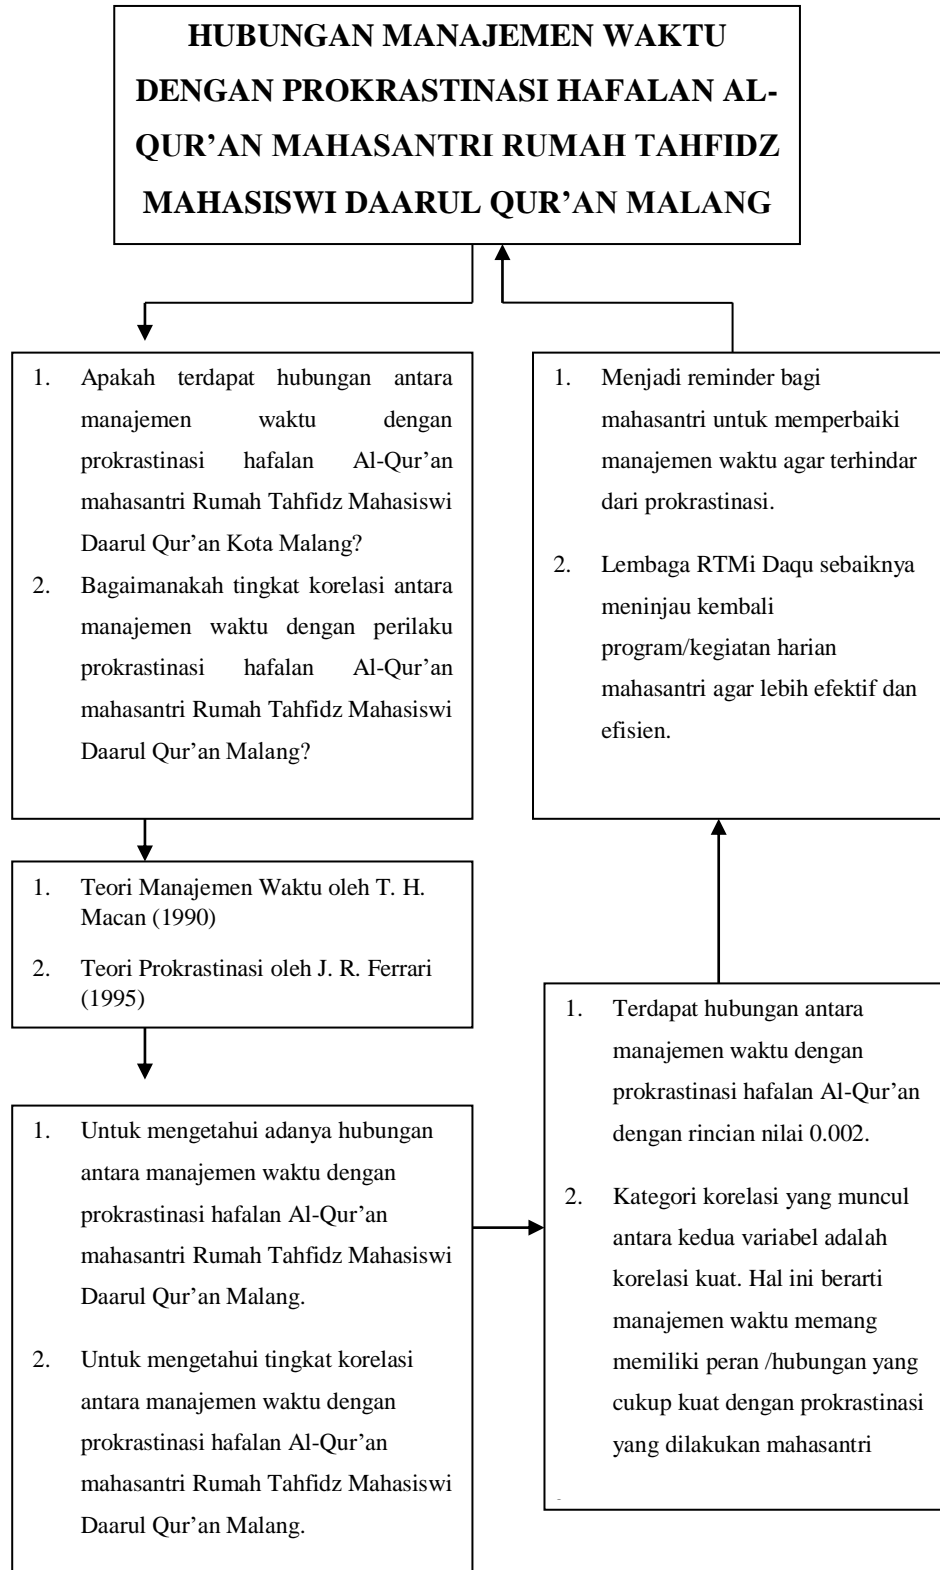 HUBUNGAN MANAJEMEN WAKTU
DENGAN PROKRASTINASI HAFALAN AL-
QUR’AN MAHASANTRI RUMAH TAHFIDZ
MAHASISWI DAARUL QUR’AN MALANG
1. Apakah terdapat hubungan antara
manajemen waktu dengan
prokrastinasi hafalan Al-Qur’an
mahasantri Rumah Tahfidz Mahasiswi
Daarul Qur’an Kota Malang?
2. Bagaimanakah tingkat korelasi antara
manajemen waktu dengan perilaku
prokrastinasi hafalan Al-Qur’an
mahasantri Rumah Tahfidz Mahasiswi
Daarul Qur’an Malang?
1. Teori Manajemen Waktu oleh T. H.
Macan (1990)
2. Teori Prokrastinasi oleh J. R. Ferrari
(1995)
1. Untuk mengetahui adanya hubungan
antara manajemen waktu dengan
prokrastinasi hafalan Al-Qur’an
mahasantri Rumah Tahfidz Mahasiswi
Daarul Qur’an Malang.
2. Untuk mengetahui tingkat korelasi
antara manajemen waktu dengan
prokrastinasi hafalan Al-Qur’an
mahasantri Rumah Tahfidz Mahasiswi
Daarul Qur’an Malang.
1. Terdapat hubungan antara
manajemen waktu dengan
prokrastinasi hafalan Al-Qur’an
dengan rincian nilai 0.002.
2. Kategori korelasi yang muncul
antara kedua variabel adalah
korelasi kuat. Hal ini berarti
manajemen waktu memang
memiliki peran /hubungan yang
cukup kuat dengan prokrastinasi
yang dilakukan mahasantri
1. Menjadi reminder bagi
mahasantri untuk memperbaiki
manajemen waktu agar terhindar
dari prokrastinasi.
2. Lembaga RTMi Daqu sebaiknya
meninjau kembali
program/kegiatan harian
mahasantri agar lebih efektif dan
efisien.